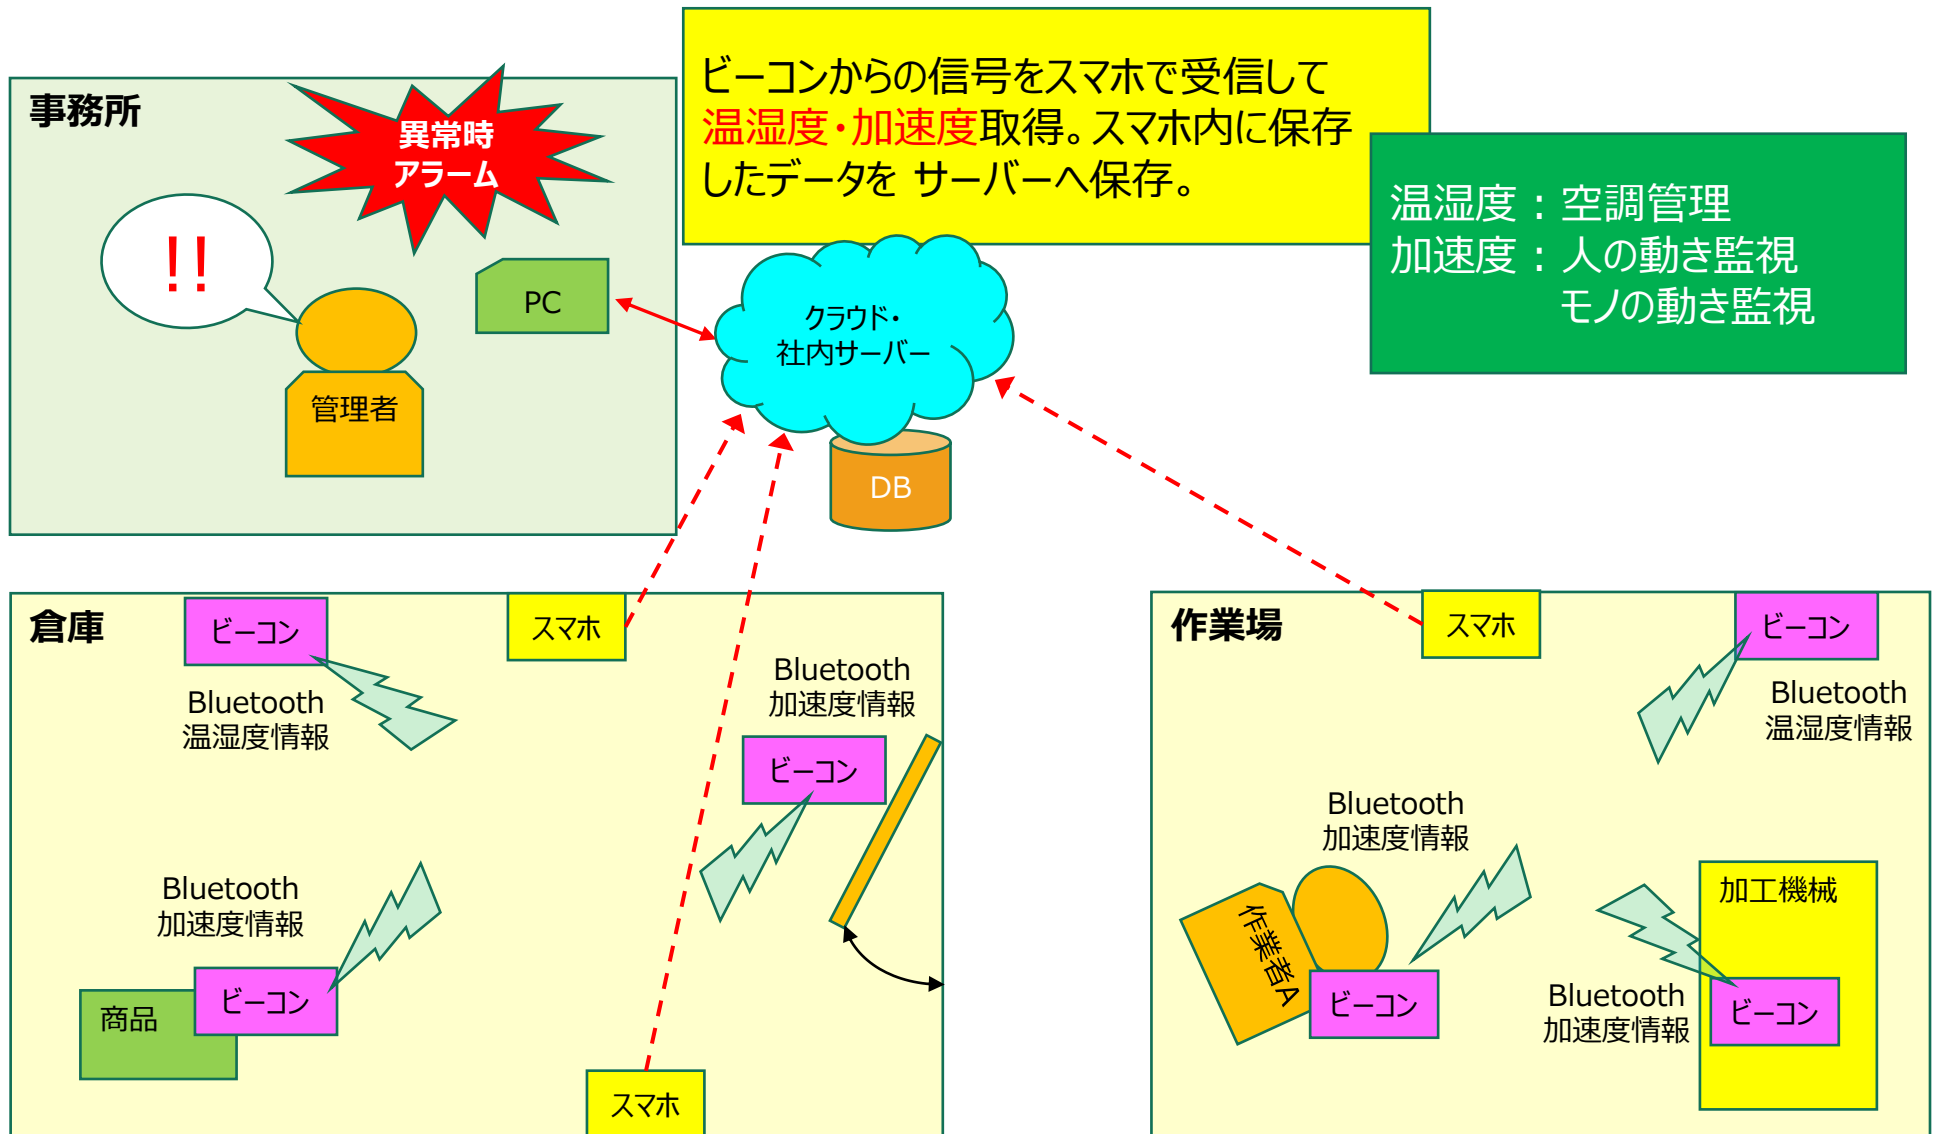 事務所
異常時
アラーム
!!
管理者
PC
ビーコンからの信号をスマホで受信して
温湿度・加速度取得。スマホ内に保存
したデータを サーバーへ保存。
温湿度：空調管理
加速度：人の動き監視
モノの動き監視
クラウド・
社内サーバー
DB
倉庫
ビーコン
Bluetooth
温湿度情報
スマホ
Bluetooth
加速度情報
ビーコン
Bluetooth
加速度情報
ビーコン
商品
スマホ
作業場
スマホ
ビーコン
Bluetooth
温湿度情報
Bluetooth
加速度情報
作業者A
ビーコン
加工機械
Bluetooth
加速度情報
ビーコン